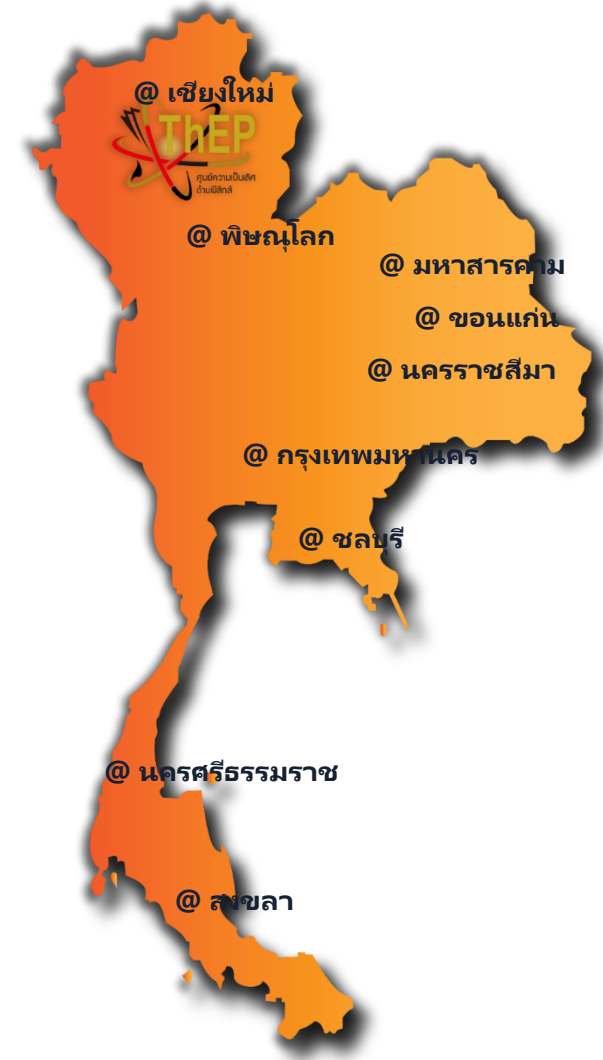 @ เชียงใหม่
ThEP
ศูนย์ความเป็นเลิศ
ด้านฟิสิกส์
@ พิษณุโลก
@ มหาสารคาม
@ ขอนแก่น
@ นครราชสีมา
@ กรุงเทพมหานคร
@ ชลบุรี
@ นครศรีธรรมราช
@ สงขลา